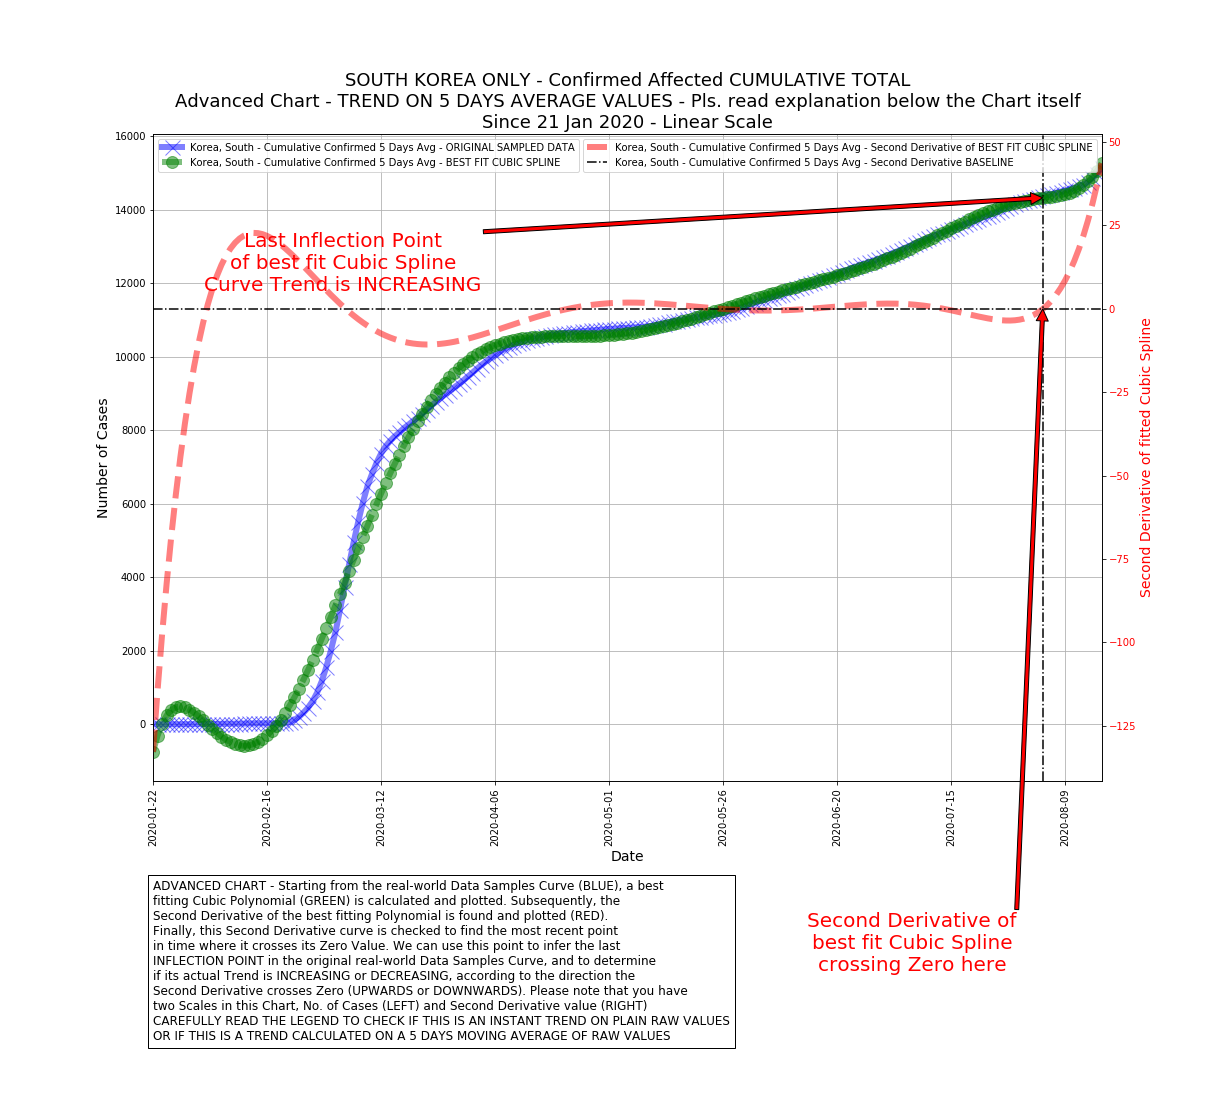 SOUTH KOREA ONLY - Confirmed Affected CUMULATIVE TOTAL
Advanced Chart - TREND ON 5 DAYS AVERAGE VALUES - Pls. read explanation below the Chart itself
Since 21 Jan 2020 - Linear Scale
Korea, South - Cumulative Confirmed 5 Days Avg - ORIGINAL SAMPLED DATA
Korea, South - Cumulative Confirmed 5 Days Avg - BEST FIT CUBIC SPLINE
Korea, South - Cumulative Confirmed 5 Days Avg - Second Derivative of BEST FIT CUBIC SPLINE
Korea, South - Cumulative Confirmed 5 Days Avg - Second Derivative BASELINE
Last Inflection Point
of best fit Cubic Spline
Curve Trend is INCREASING
Number of Cases
16000
14000
12000
10000
8000
6000
4000
2000
0
50
25
0
−25
−50
−75
−100
−125
Second Derivative of fitted Cubic Spline
2020-01-22
2020-02-16
2020-03-12
2020-04-06
2020-05-01
2020-05-26
2020-06-20
2020-07-15
2020-08-09
Date
ADVANCED CHART - Starting from the real-world Data Samples Curve (BLUE), a best
fitting Cubic Polynomial (GREEN) is calculated and plotted. Subsequently, the
Second Derivative of the best fitting Polynomial is found and plotted (RED).
Finally, this Second Derivative curve is checked to find the most recent point
in time where it crosses its Zero Value. We can use this point to infer the last
INFLECTION POINT in the original real-world Data Samples Curve, and to determine
if its actual Trend is INCREASING or DECREASING, according to the direction the
Second Derivative crosses Zero (UPWARDS or DOWNWARDS). Please note that you have
two Scales in this Chart, No. of Cases (LEFT) and Second Derivative value (RIGHT)
CAREFULLY READ THE LEGEND TO CHECK IF THIS IS AN INSTANT TREND ON PLAIN RAW VALUES
OR IF THIS IS A TREND CALCULATED ON A 5 DAYS MOVING AVERAGE OF RAW VALUES
Second Derivative of
best fit Cubic Spline
crossing Zero here